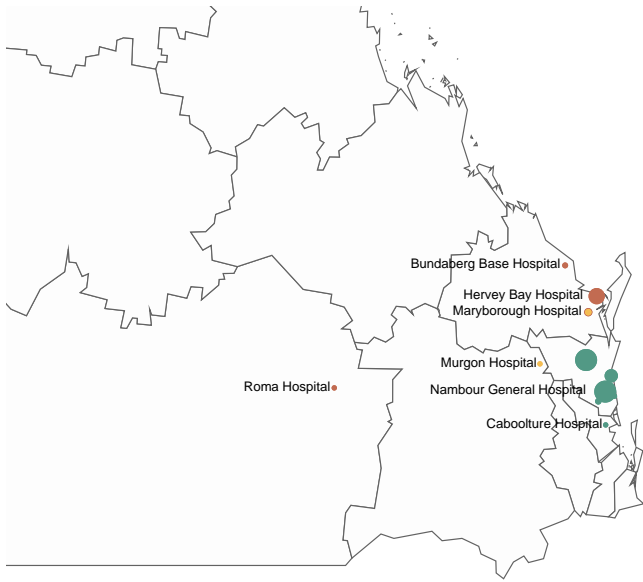 Bundaberg Base Hospital
Hervey Bay Hospital
Maryborough Hospital
Murgon Hospital
Roma Hospital
Nambour General Hospital
Caboolture Hospital